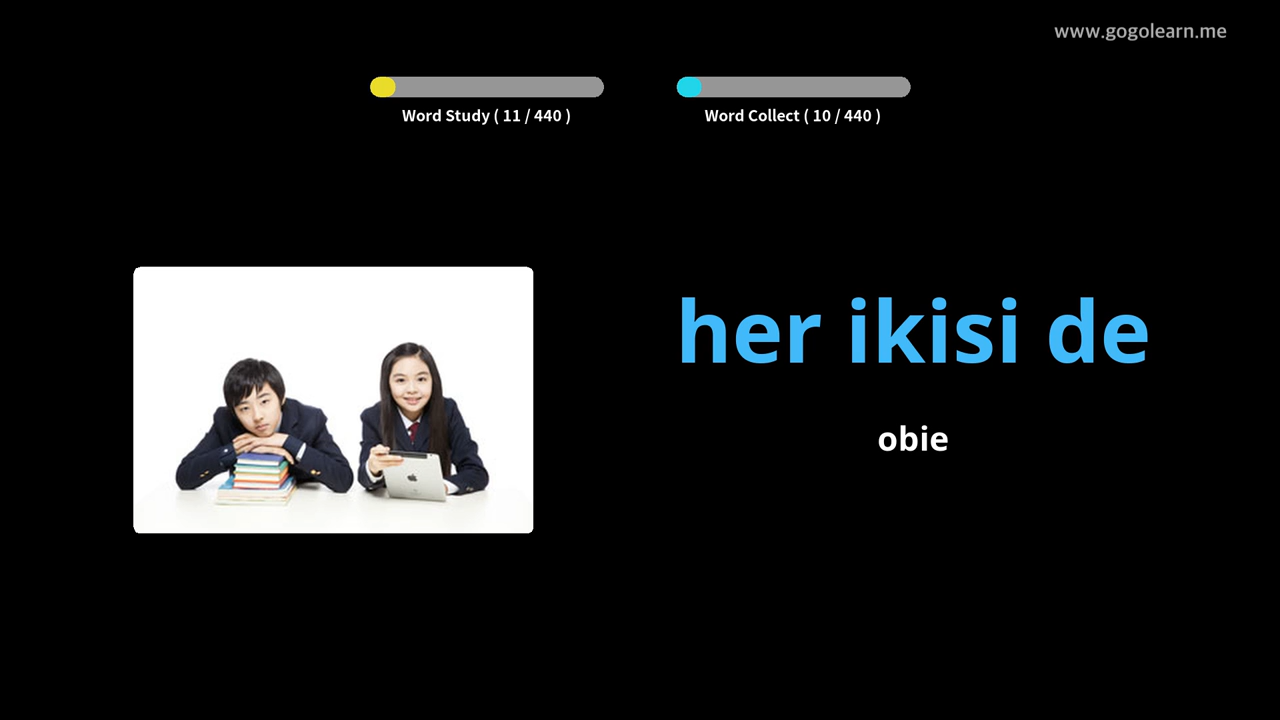 www.gogolearn.me
Word Study ( 11 / 440 )
Word Collect ( 10 / 440 )
her ikisi de
obie